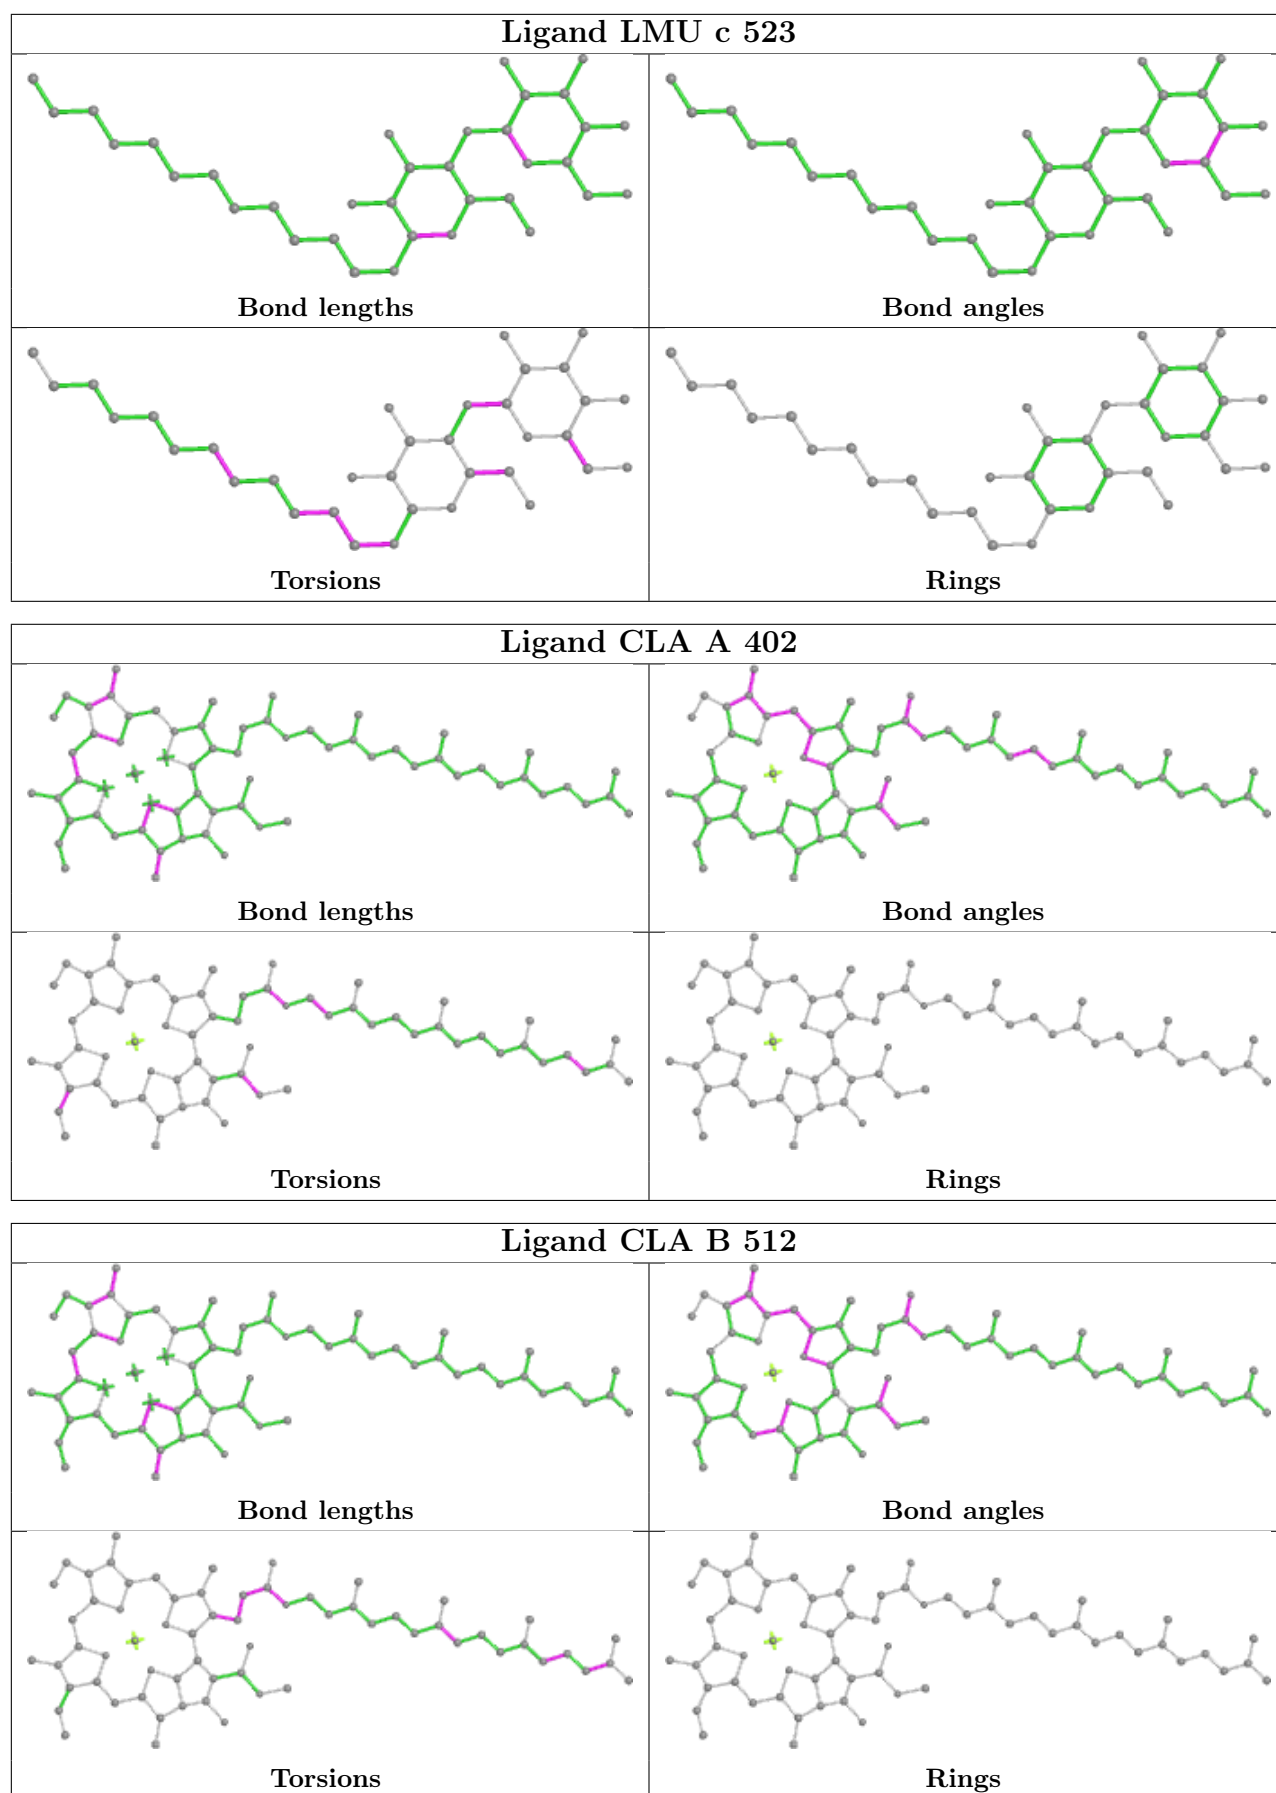 Ligand LMU c 523
Bond lengths
Bond angles
Torsions
Rings
Ligand CLA A 402
Bond lengths
Bond angles
Torsions
Rings
Ligand CLA B 512
Bond lengths
Bond angles
Torsions
Rings